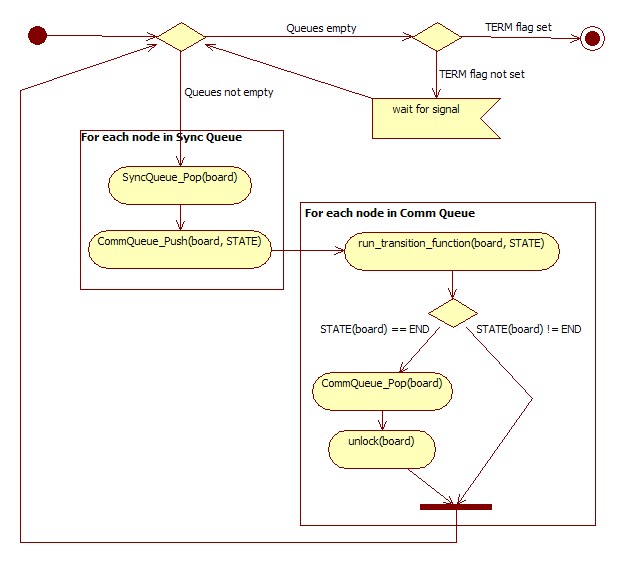 Queues empty
TERM flag set
TERM flag not set
Queues not empty
wait for signal
For each node in Sync Queue
SyncQueue_Pop(board)
CommQueue_Push(board, STATE)
For each node in Comm Queue
run_transition_function(board, STATE)
STATE(board) == END
STATE(board) != END
CommQueue_Pop(board)
unlock(board)